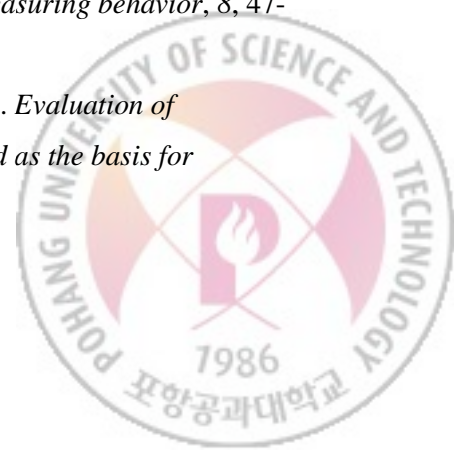 asuring behavior, 8, 47-
. Evaluation of
d as the basis for
POHANG UNIVERSITY OF SCIENCE AND TECHNOLOGY
P
1986
포항공과대학교